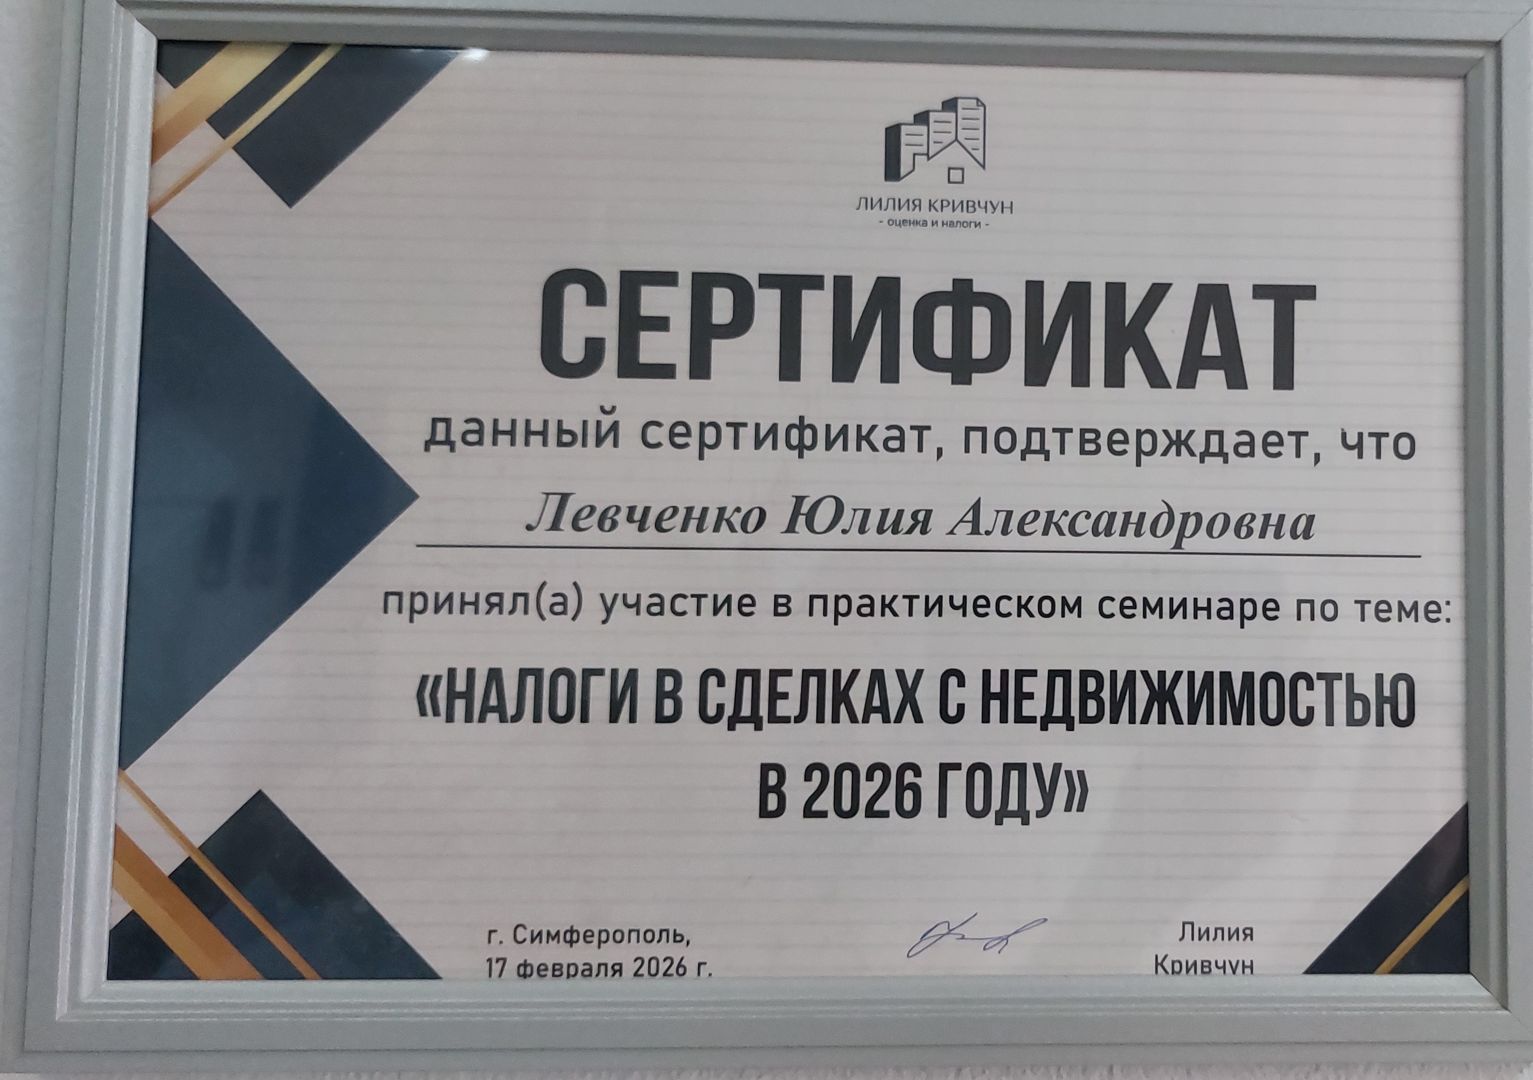 ЛИЛИЯ КРИВЧУН
- оценка и налоги -
СЕРТИФИКАТ
данный сертификат, подтверждает, что
Левченко Юлия Александровна
принял(а) участие в практическом семинаре по теме:
«НАЛОГИ В СДЕЛКАХ С НЕДВИЖИМОСТЬЮ
В 2026 ГОДУ»
г. Симферополь,
17 февраля 2026 г.
Лилия
Кривчун